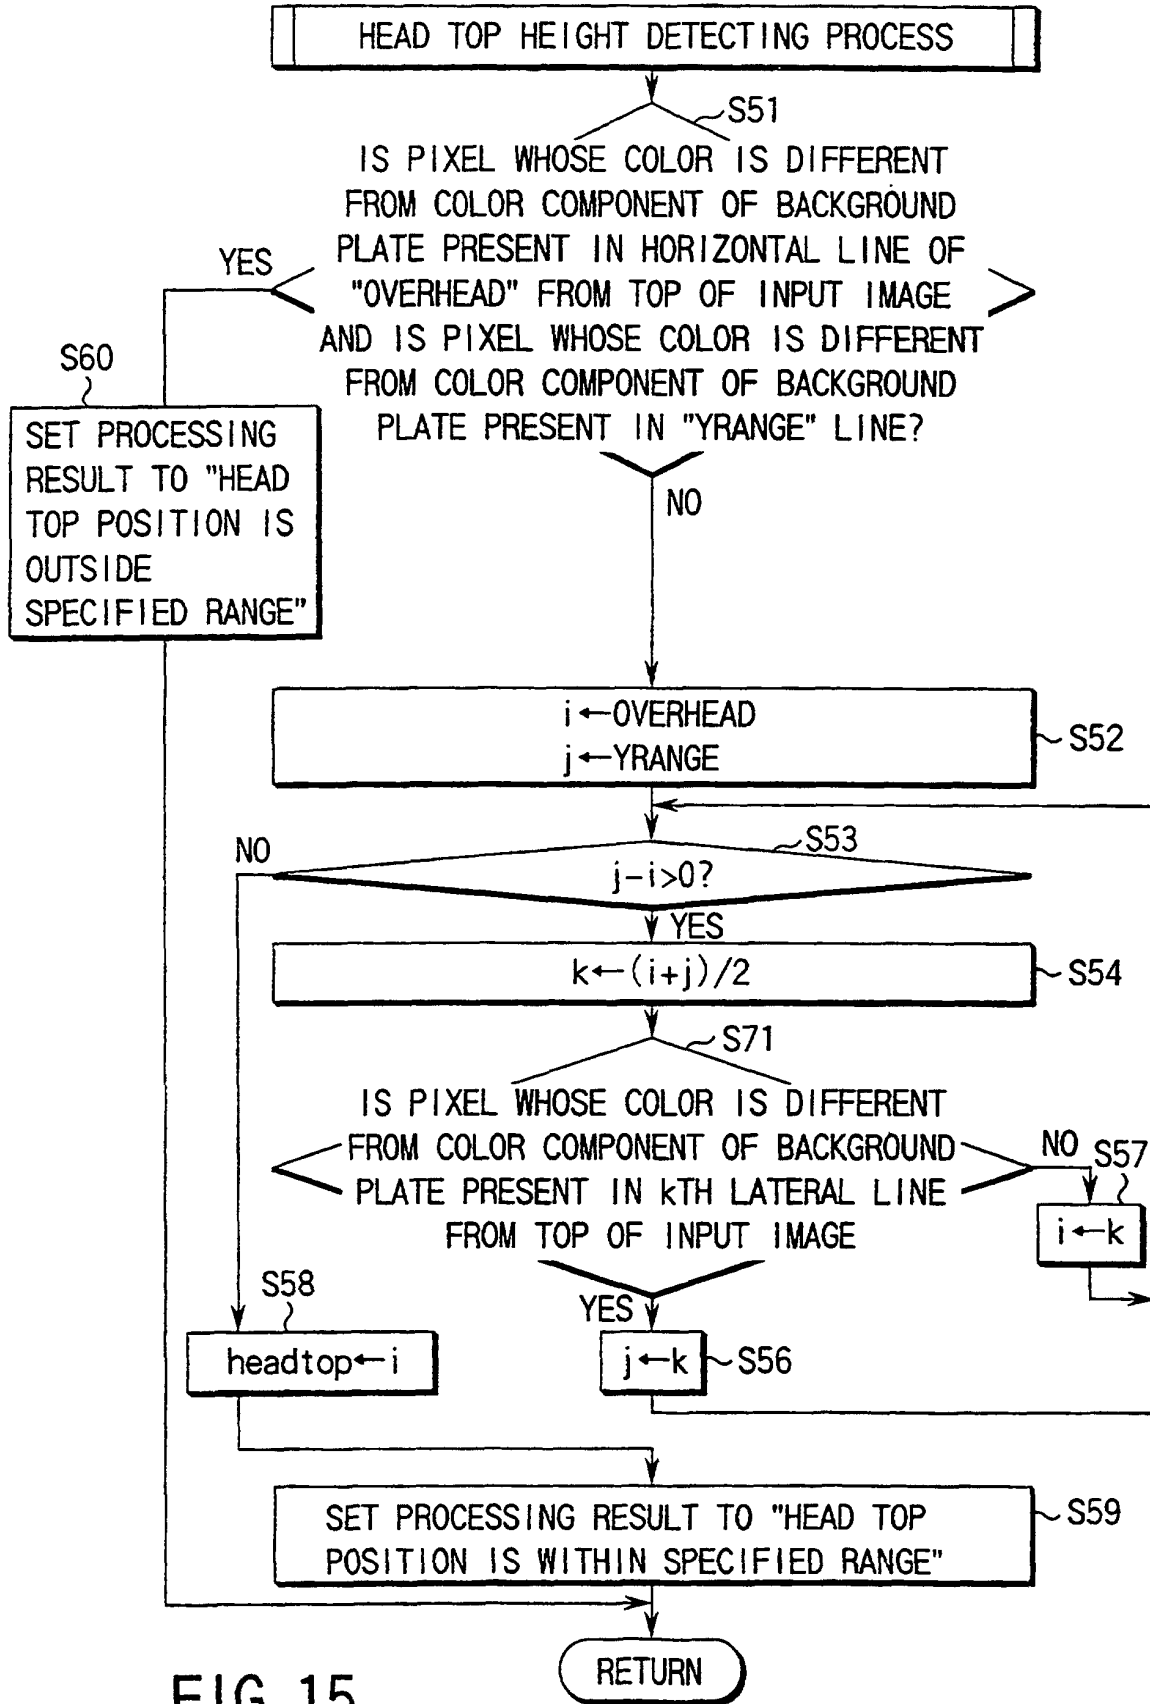 HEAD TOP HEIGHT DETECTING PROCESS
S51
IS PIXEL WHOSE COLOR IS DIFFERENT
FROM COLOR COMPONENT OF BACKGROUND
PLATE PRESENT IN HORIZONTAL LINE OF
"OVERHEAD" FROM TOP OF INPUT IMAGE
AND IS PIXEL WHOSE COLOR IS DIFFERENT
FROM COLOR COMPONENT OF BACKGROUND
PLATE PRESENT IN "YRANGE" LINE?
YES
NO
S60
SET PROCESSING
RESULT TO "HEAD
TOP POSITION IS
OUTSIDE
SPECIFIED RANGE"
i←OVERHEAD
j←YRANGE
S52
S53
j-i>0?
NO
YES
k←(i+j)/2
S54
S71
IS PIXEL WHOSE COLOR IS DIFFERENT
FROM COLOR COMPONENT OF BACKGROUND
PLATE PRESENT IN kTH LATERAL LINE
FROM TOP OF INPUT IMAGE
NO
S57
i←k
YES
j←k
S56
S58
headtop←i
SET PROCESSING RESULT TO "HEAD TOP
POSITION IS WITHIN SPECIFIED RANGE"
S59
RETURN
FIG. 15